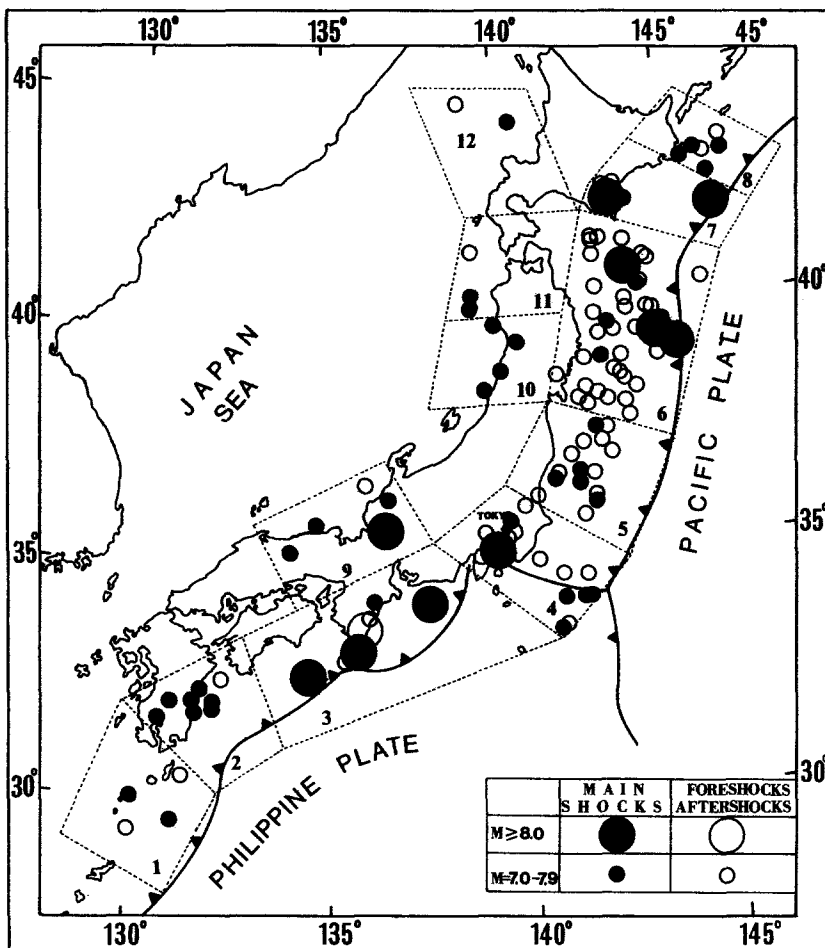 130° 135° 140° 145° 45°
45°
12
8
7
40°
40°
11
JAPAN
SEA
10
6
PACIFIC PLATE
5
TOKYO
35°
35°
9
4
3
2
30°
30°
1
PHILIPPINE PLATE
MAIN SHOCKS
FORESHOCKS AFTERSHOCKS
M≥8.0
M=7.0-7.9
130° 135° 140° 145°